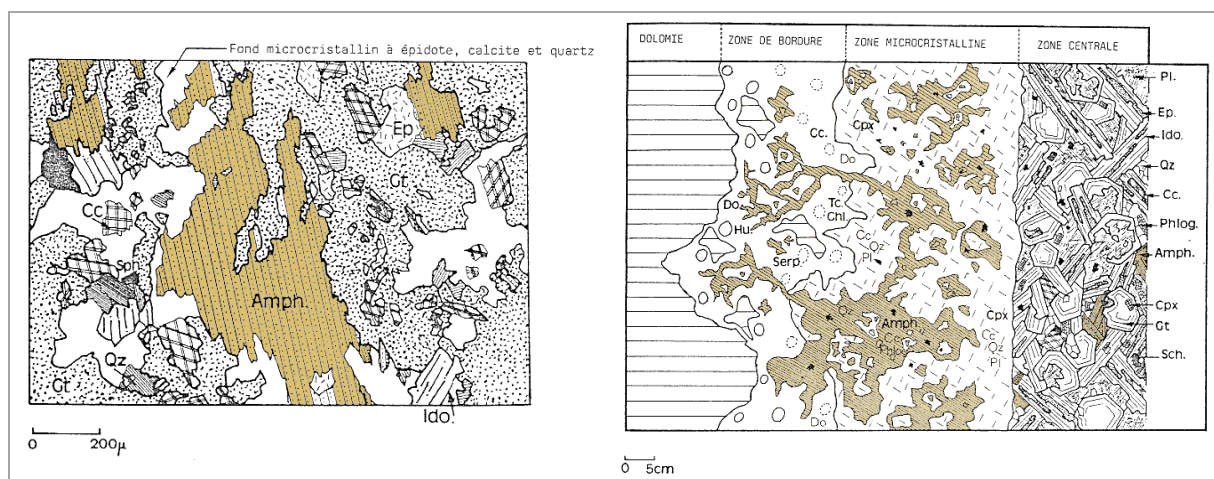 Fond microcristallin à épidote, calcite et quartz
Ep
Gt
Cc
Sp
Amph.
Qz
Gt
Ido.
0 200µ
DOLOMIE ZONE DE BORDURE ZONE MICROCRISTALLINE ZONE CENTRALE
Pl.
Ep.
Ido.
Qz
Cc.
Phlog.
Amph.
Cpx
Gt
Sch.
Cc.
Cpx
Do
Do.
Tc.
Chl.
Hu.
Cc
Qz
Pl
Serp.
Qz
Amph.
Cpx
Cc
Qz
Pl
Do
0 5cm